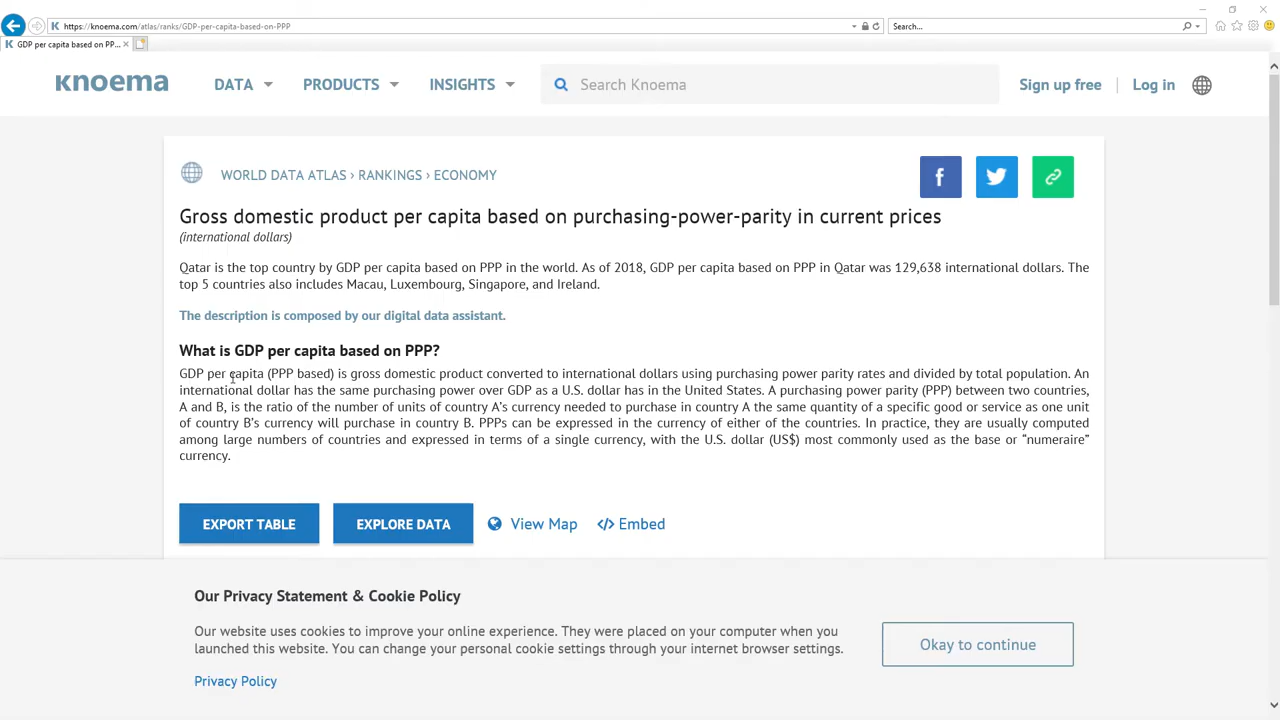 https://knoema.com/atlas/ranks/GDP-per-capita-based-on-PPP
Search...
GDP per capita based on PP...
knoema
DATA
PRODUCTS
INSIGHTS
Search Knoema
Sign up free
Log in
WORLD DATA ATLAS › RANKINGS › ECONOMY
Gross domestic product per capita based on purchasing-power-parity in current prices
(international dollars)
Qatar is the top country by GDP per capita based on PPP in the world. As of 2018, GDP per capita based on PPP in Qatar was 129,638 international dollars. The
top 5 countries also includes Macau, Luxembourg, Singapore, and Ireland.
The description is composed by our digital data assistant.
What is GDP per capita based on PPP?
GDP per capita (PPP based) is gross domestic product converted to international dollars using purchasing power parity rates and divided by total population. An
international dollar has the same purchasing power over GDP as a U.S. dollar has in the United States. A purchasing power parity (PPP) between two countries,
A and B, is the ratio of the number of units of country A's currency needed to purchase in country A the same quantity of a specific good or service as one unit
of country B's currency will purchase in country B. PPPs can be expressed in the currency of either of the countries. In practice, they are usually computed
among large numbers of countries and expressed in terms of a single currency, with the U.S. dollar (US$) most commonly used as the base or "numeraire"
currency.
EXPORT TABLE
EXPLORE DATA
View Map
</> Embed
Our Privacy Statement & Cookie Policy
Our website uses cookies to improve your online experience. They were placed on your computer when you
launched this website. You can change your personal cookie settings through your internet browser settings.
Okay to continue
Privacy Policy